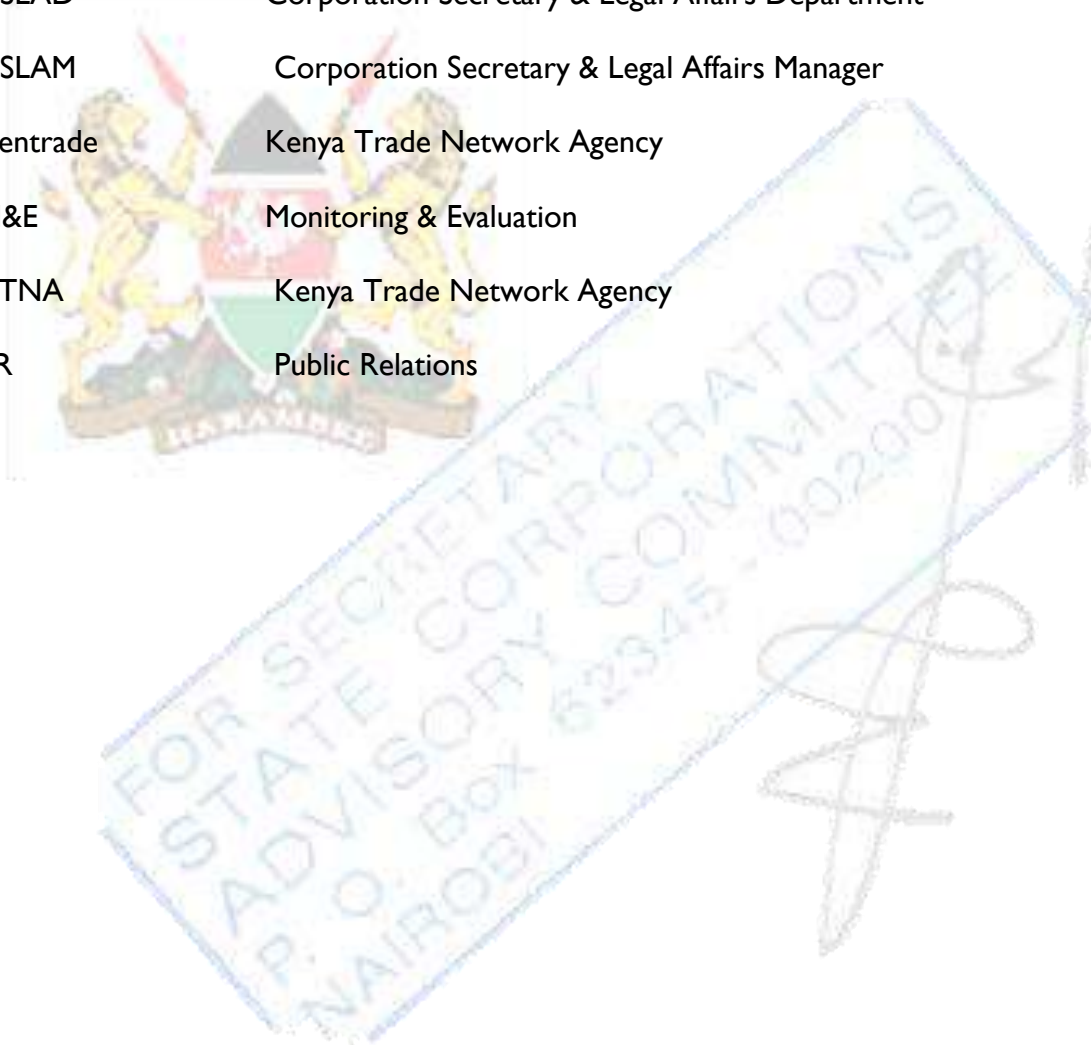 SLAD Corporation Secretary & Legal Affairs Department
SLAM Corporation Secretary & Legal Affairs Manager
entrade Kenya Trade Network Agency
&E Monitoring & Evaluation
TNA Kenya Trade Network Agency
R Public Relations
HARAMBEE
FOR SECRETARY
STATE CORPORATIONS
ADVISORY COMMITTEE
P. O. Box 62345 - 00200
NAIROBI